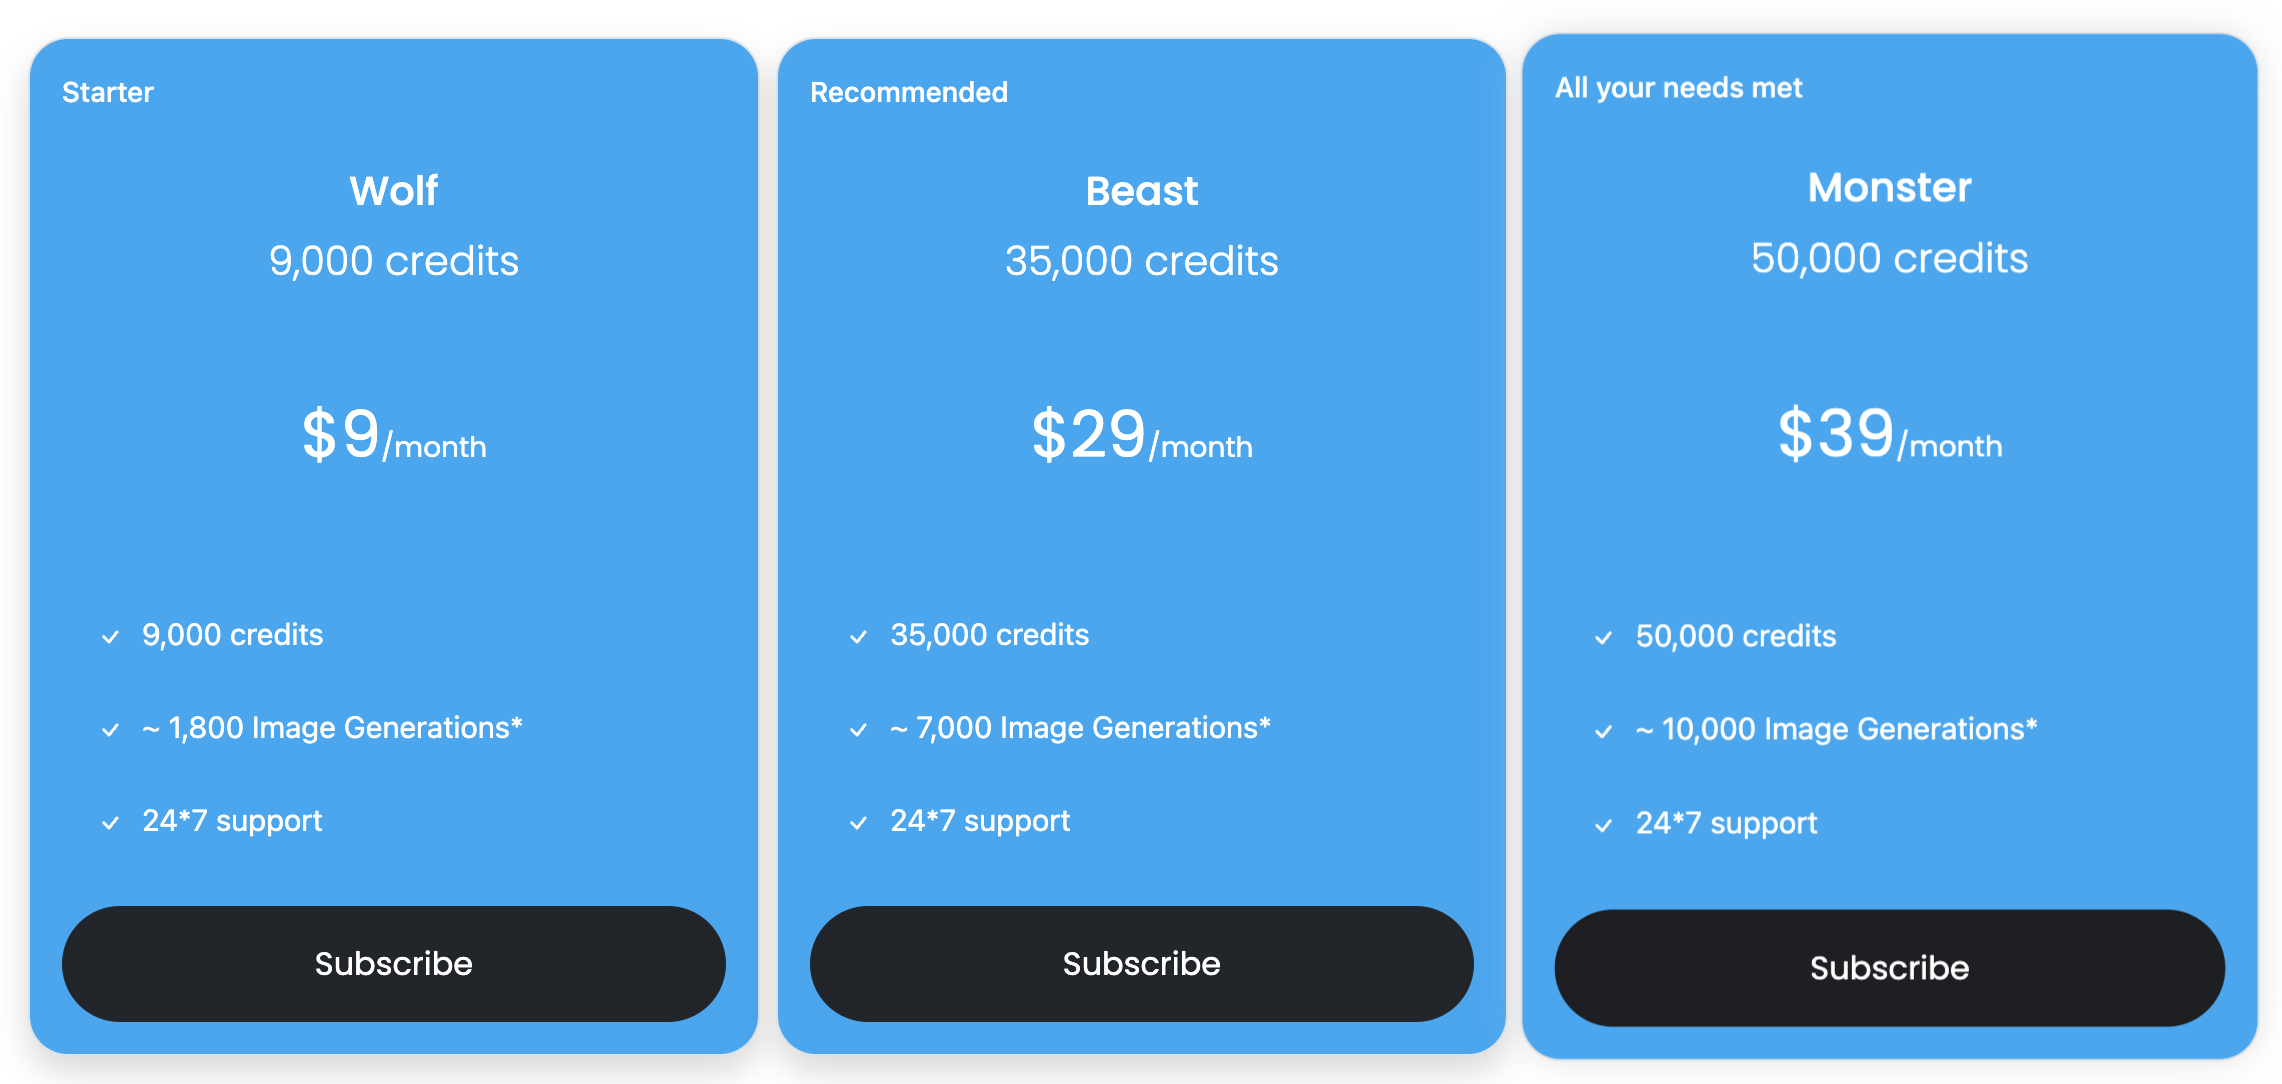 Starter
Wolf
9,000 credits
$9/month
9,000 credits
~ 1,800 Image Generations*
24*7 support
Subscribe
Recommended
Beast
35,000 credits
$29/month
35,000 credits
~ 7,000 Image Generations*
24*7 support
Subscribe
All your needs met
Monster
50,000 credits
$39/month
50,000 credits
~ 10,000 Image Generations*
24*7 support
Subscribe